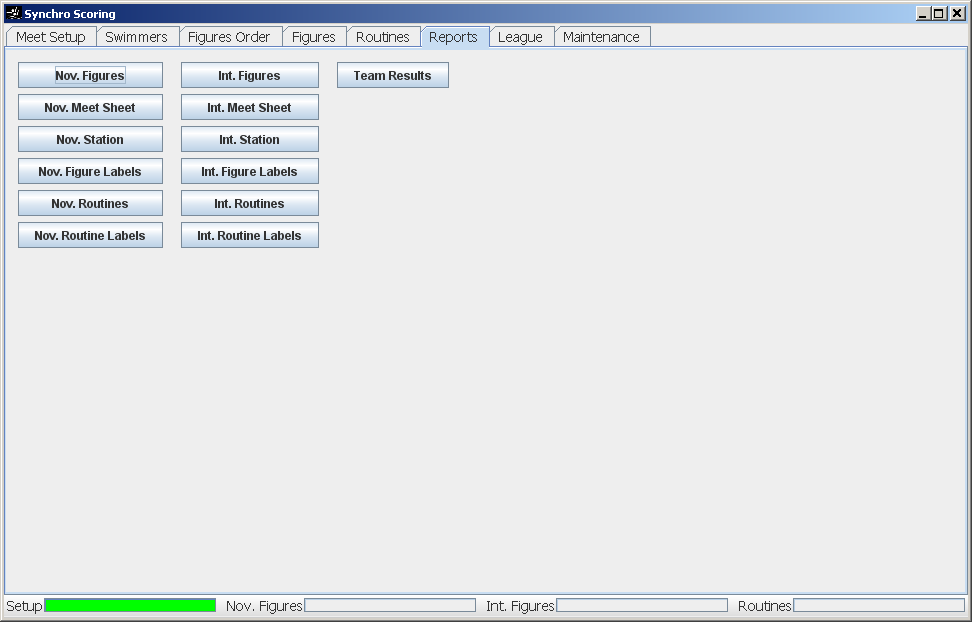 Synchro Scoring
Meet Setup Swimmers Figures Order Figures Routines Reports League Maintenance
Nov. Figures Int. Figures Team Results
Nov. Meet Sheet Int. Meet Sheet
Nov. Station Int. Station
Nov. Figure Labels Int. Figure Labels
Nov. Routines Int. Routines
Nov. Routine Labels Int. Routine Labels
Setup Nov. Figures Int. Figures Routines